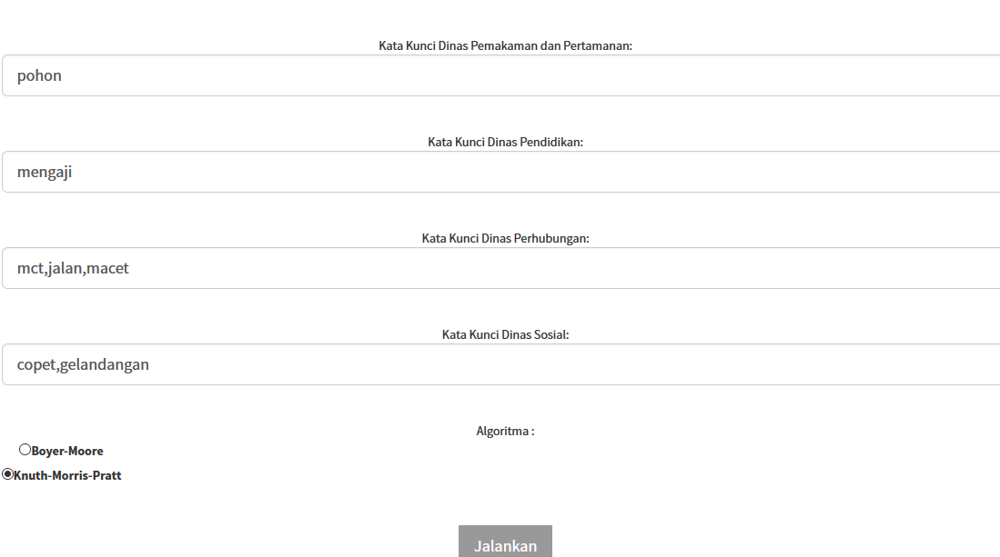 Kata Kunci Dinas Pemakaman dan Pertamanan:
pohon
Kata Kunci Dinas Pendidikan:
mengaji
Kata Kunci Dinas Perhubungan:
mct,jalan,macet
Kata Kunci Dinas Sosial:
copet,gelandangan
Algoritma :
Boyer-Moore
Knuth-Morris-Pratt
Jalankan